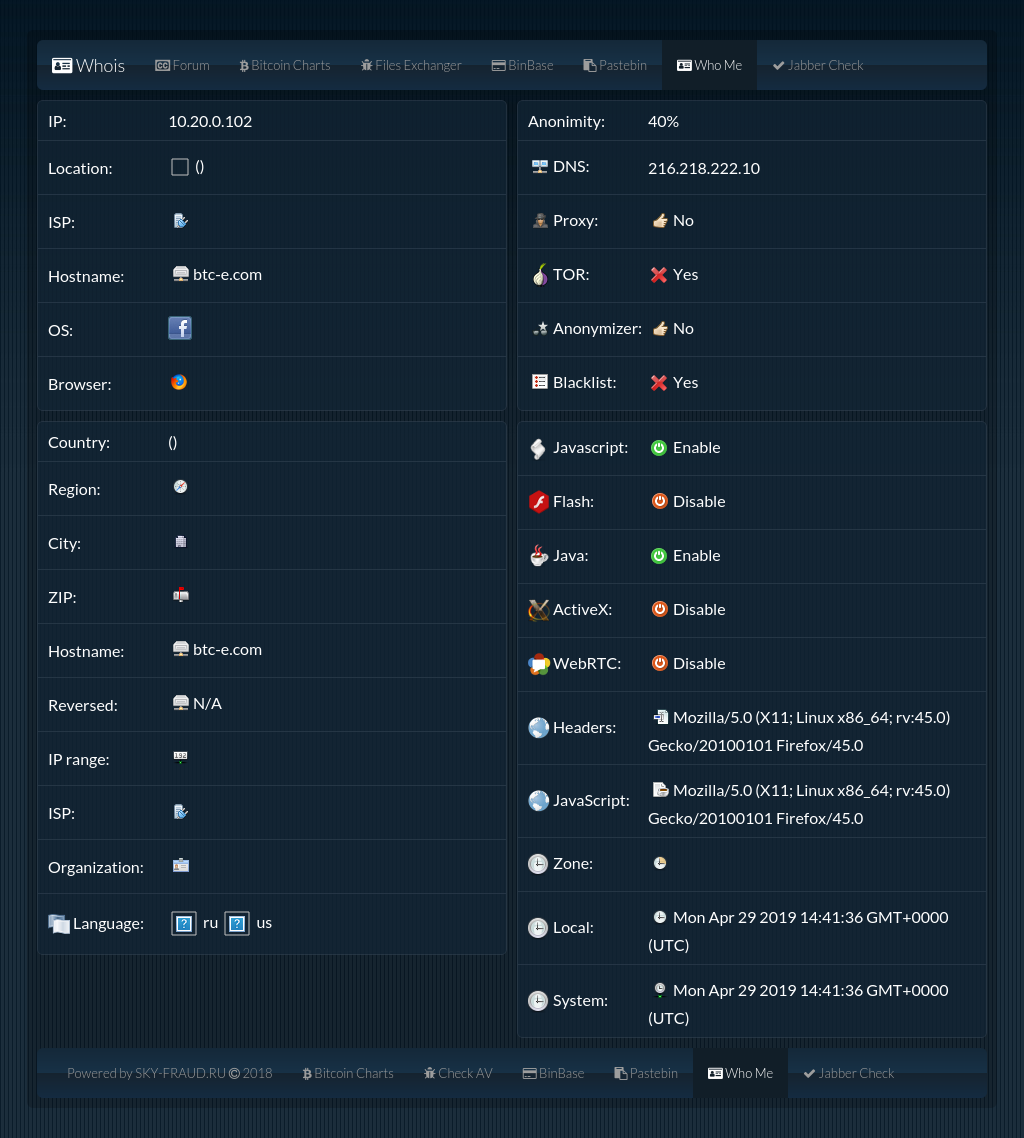 Whois Forum Bitcoin Charts Files Exchanger BinBase Pastebin Who Me Jabber Check
IP: 10.20.0.102
Location: ()
ISP:
Hostname: btc-e.com
OS:
Browser:
Anonimity: 40%
DNS: 216.218.222.10
Proxy: No
TOR: Yes
Anonymizer: No
Blacklist: Yes
Country: ()
Region:
City:
ZIP:
Hostname: btc-e.com
Reversed: N/A
IP range:
ISP:
Organization:
Language: ru us
Javascript: Enable
Flash: Disable
Java: Enable
ActiveX: Disable
WebRTC: Disable
Headers: Mozilla/5.0 (X11; Linux x86_64; rv:45.0)
Gecko/20100101 Firefox/45.0
JavaScript: Mozilla/5.0 (X11; Linux x86_64; rv:45.0)
Gecko/20100101 Firefox/45.0
Zone:
Local: Mon Apr 29 2019 14:41:36 GMT+0000
(UTC)
System: Mon Apr 29 2019 14:41:36 GMT+0000
(UTC)
Powered by SKY-FRAUD.RU © 2018 Bitcoin Charts Check AV BinBase Pastebin Who Me Jabber Check